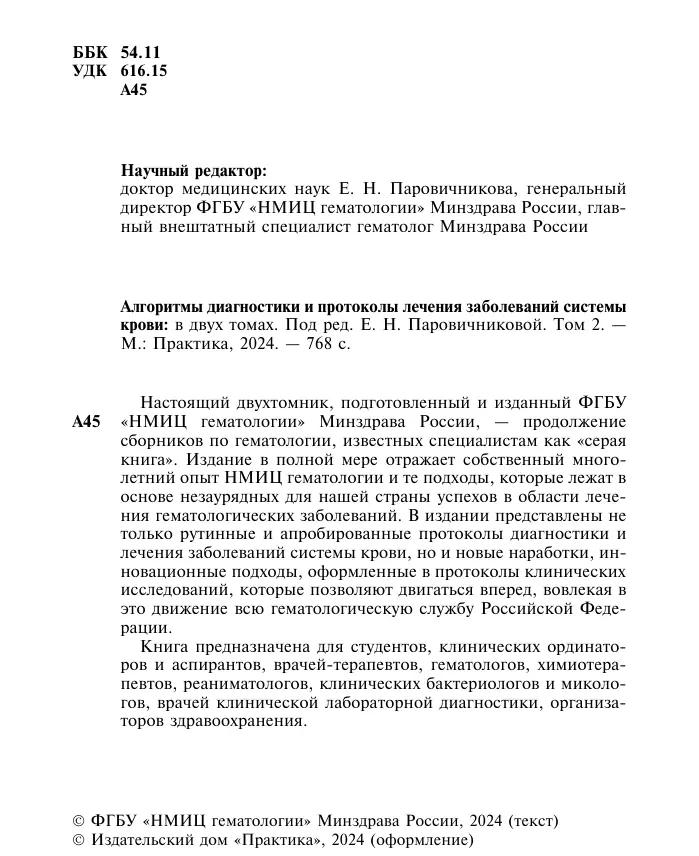 ББК 54.11
УДК 616.15
А45
Научный редактор:
доктор медицинских наук Е. Н. Паровичникова, генеральный
директор ФГБУ «НМИЦ гематологии» Минздрава России, глав-
ный внештатный специалист гематолог Минздрава России
Алгоритмы диагностики и протоколы лечения заболеваний системы
крови: в двух томах. Под ред. Е. Н. Паровичниковой. Том 2. —
М.: Практика, 2024. — 768 с.
Настоящий двухтомник, подготовленный и изданный ФГБУ
А45 «НМИЦ гематологии» Минздрава России, — продолжение
сборников по гематологии, известных специалистам как «серая
книга». Издание в полной мере отражает собственный много-
летний опыт НМИЦ гематологии и те подходы, которые лежат в
основе незаурядных для нашей страны успехов в области лече-
ния гематологических заболеваний. В издании представлены не
только рутинные и апробированные протоколы диагностики и
лечения заболеваний системы крови, но и новые наработки, ин-
новационные подходы, оформленные в протоколы клинических
исследований, которые позволяют двигаться вперед, вовлекая в
это движение всю гематологическую службу Российской Феде-
рации.
Книга предназначена для студентов, клинических ординато-
ров и аспирантов, врачей-терапевтов, гематологов, химиотера-
певтов, реаниматологов, клинических бактериологов и миколо-
гов, врачей клинической лабораторной диагностики, организа-
торов здравоохранения.
© ФГБУ «НМИЦ гематологии» Минздрава России, 2024 (текст)
© Издательский дом «Практика», 2024 (оформление)